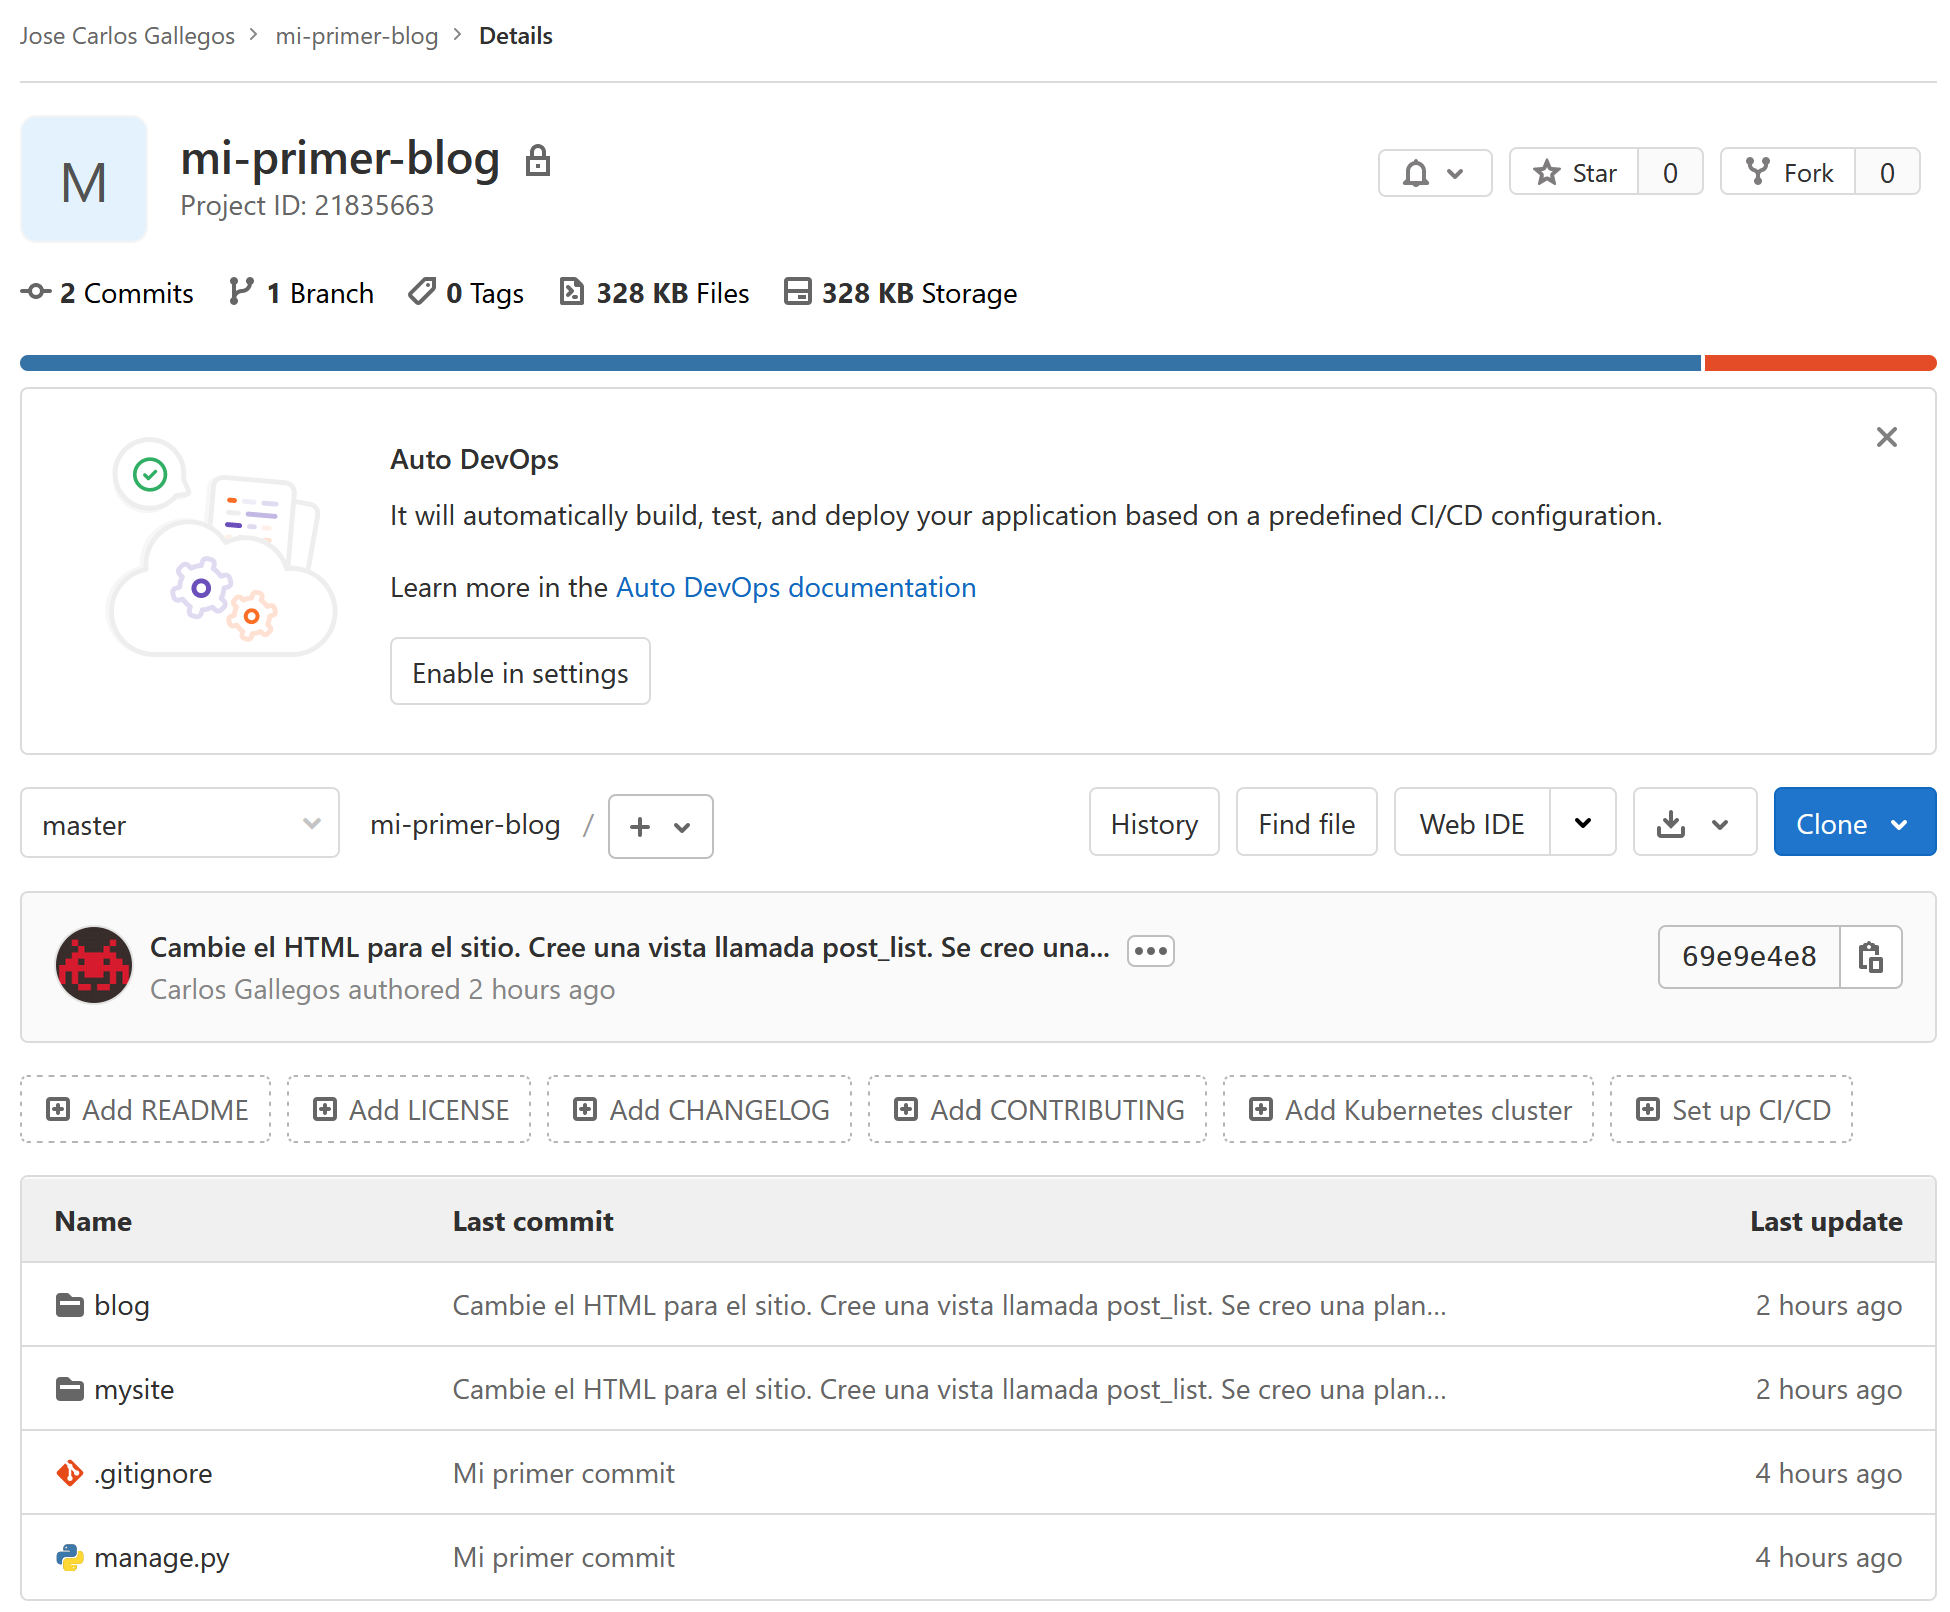 Jose Carlos Gallegos > mi-primer-blog > Details
M
mi-primer-blog
Project ID: 21835663
Star 0 Fork 0
2 Commits 1 Branch 0 Tags 328 KB Files 328 KB Storage
Auto DevOps
It will automatically build, test, and deploy your application based on a predefined CI/CD configuration.
Learn more in the Auto DevOps documentation
Enable in settings
master mi-primer-blog / + History Find file Web IDE Clone
Cambie el HTML para el sitio. Cree una vista llamada post_list. Se creo una...
Carlos Gallegos authored 2 hours ago
69e9e4e8
Add README Add LICENSE Add CHANGELOG Add CONTRIBUTING Add Kubernetes cluster Set up CI/CD
Name Last commit Last update
blog Cambie el HTML para el sitio. Cree una vista llamada post_list. Se creo una plan... 2 hours ago
mysite Cambie el HTML para el sitio. Cree una vista llamada post_list. Se creo una plan... 2 hours ago
.gitignore Mi primer commit 4 hours ago
manage.py Mi primer commit 4 hours ago